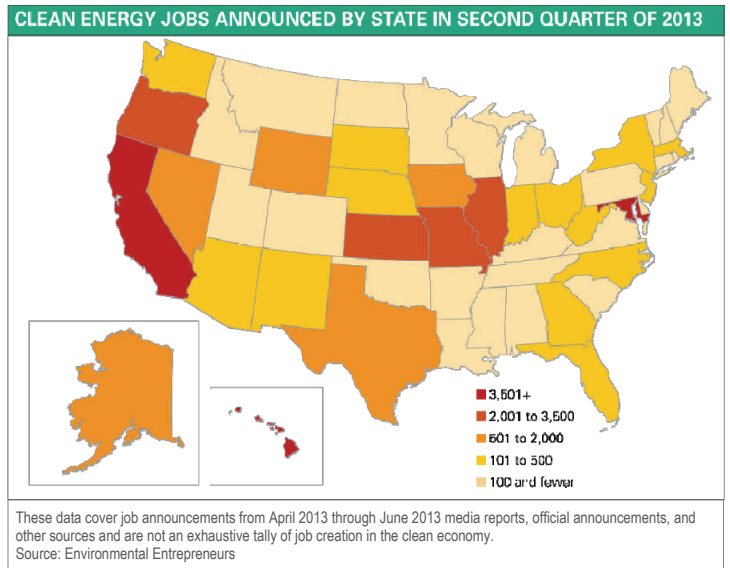 CLEAN ENERGY JOBS ANNOUNCED BY STATE IN SECOND QUARTER OF 2013
3,501+
2,001 to 3,500
501 to 2,000
101 to 500
100 and fewer
These data cover job announcements from April 2013 through June 2013 media reports, official announcements, and
other sources and are not an exhaustive tally of job creation in the clean economy.
Source: Environmental Entrepreneurs